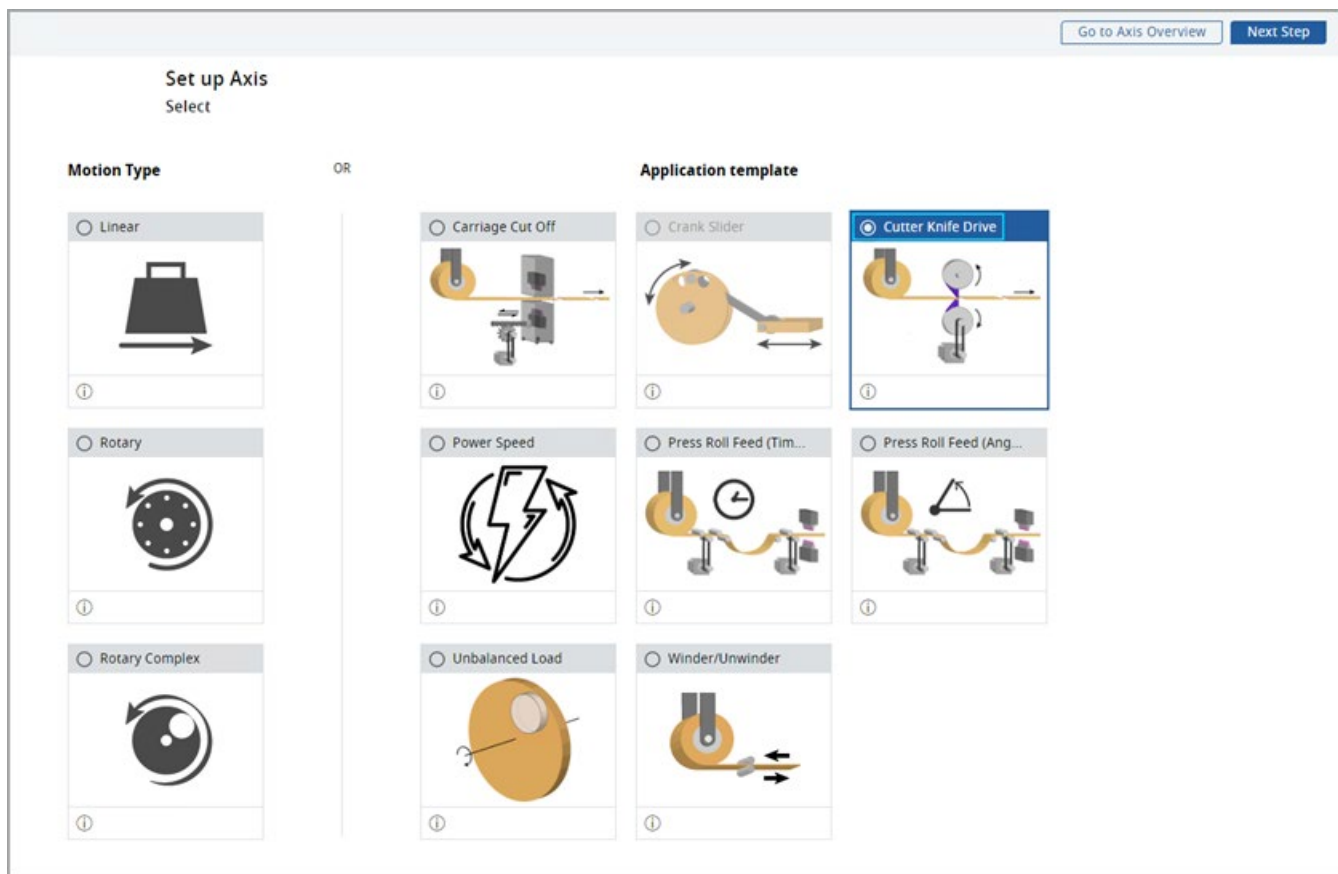 Go to Axis Overview
Next Step
Set up Axis
Select
Motion Type
OR
Application template
Linear
Carriage Cut Off
Crank Slider
Cutter Knife Drive
Rotary
Power Speed
Press Roll Feed (Tim...
Press Roll Feed (Ang...
Rotary Complex
Unbalanced Load
Winder/Unwinder